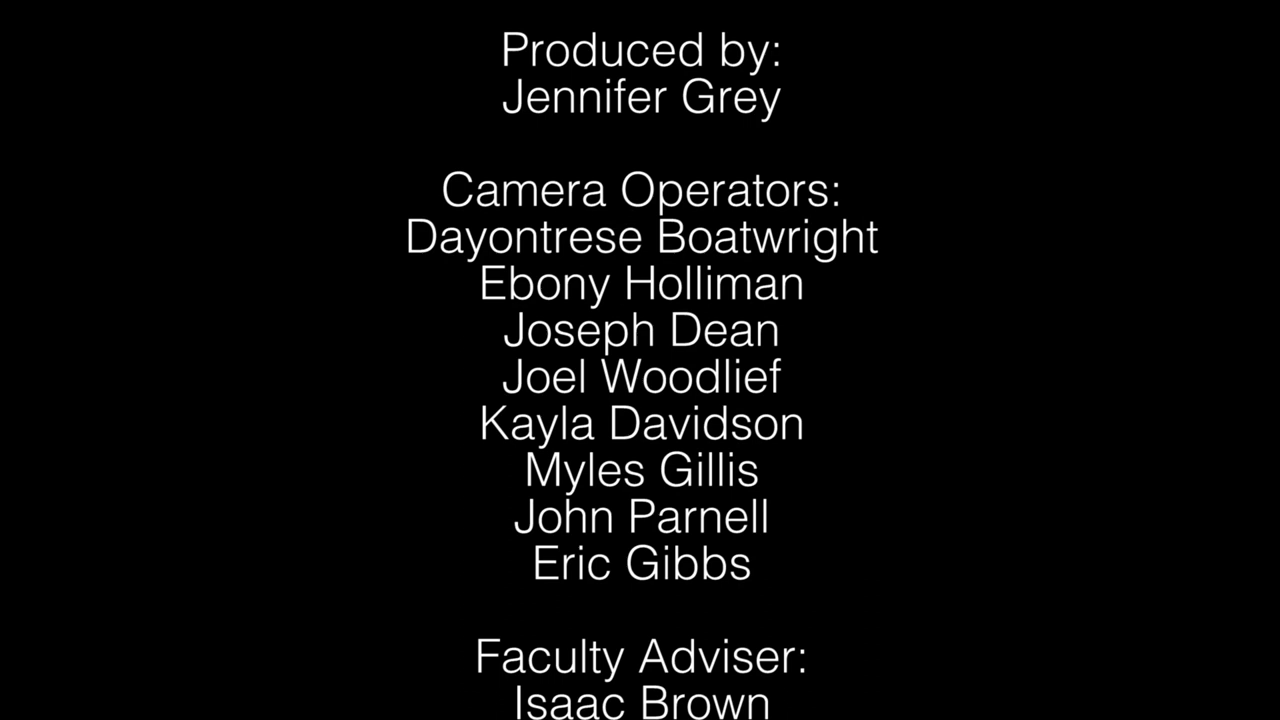 Produced by:
Jennifer Grey
Camera Operators:
Dayontrese Boatwright
Ebony Holliman
Joseph Dean
Joel Woodlief
Kayla Davidson
Myles Gillis
John Parnell
Eric Gibbs
Faculty Adviser:
Isaac Brown